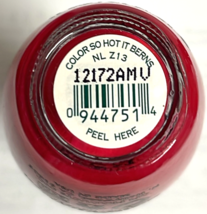 COLOR SO HOT IT BERNS
NL Z13
12172AMV
0 944751 4
PEEL HERE